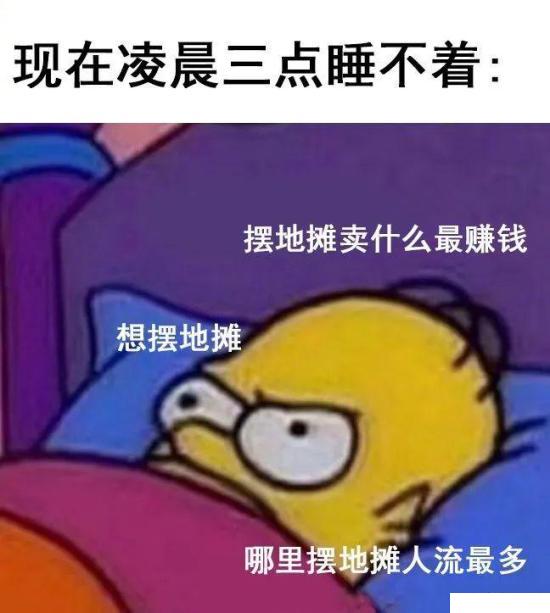 现在凌晨三点睡不着:
摆地摊卖什么最赚钱
想摆地摊
哪里摆地摊人流最多